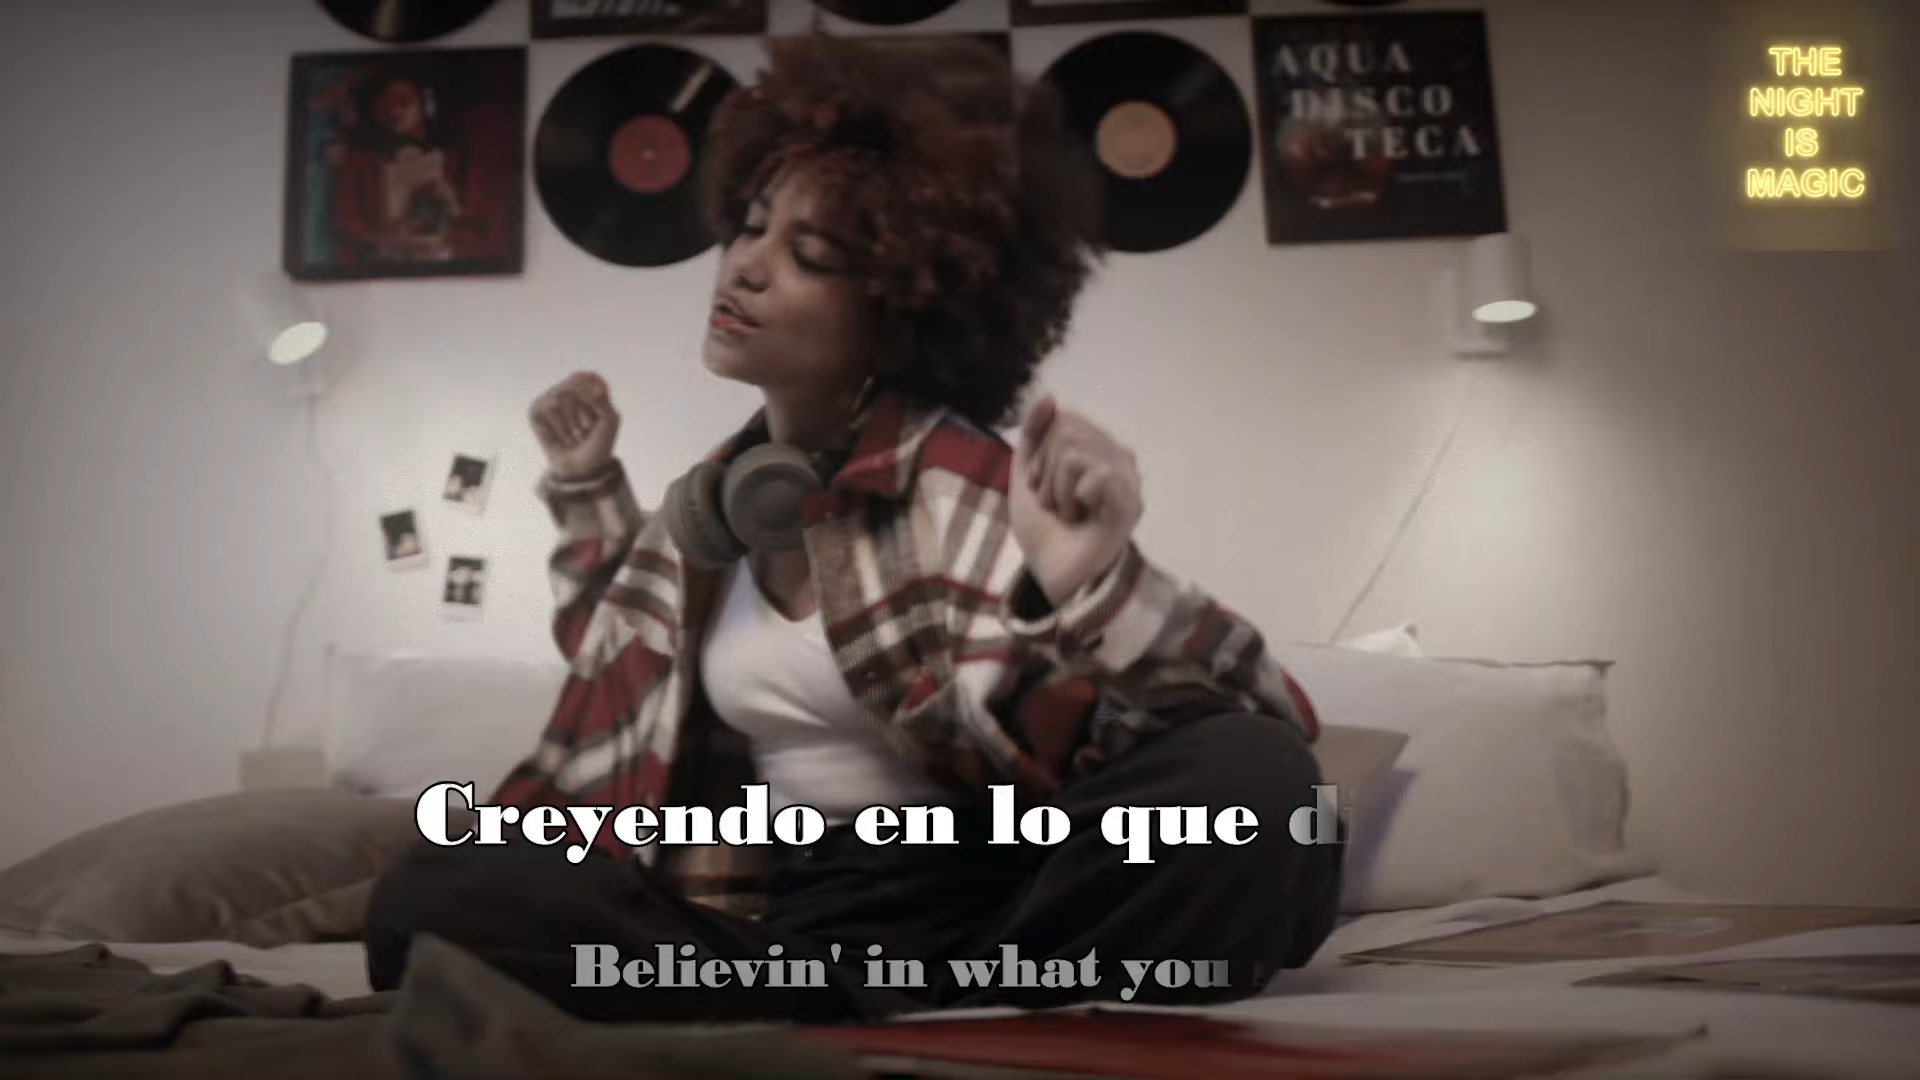 AQUA
DISCO
TECA
THE
NIGHT
IS
MAGIC
Creyendo en lo que
Believin' in what you